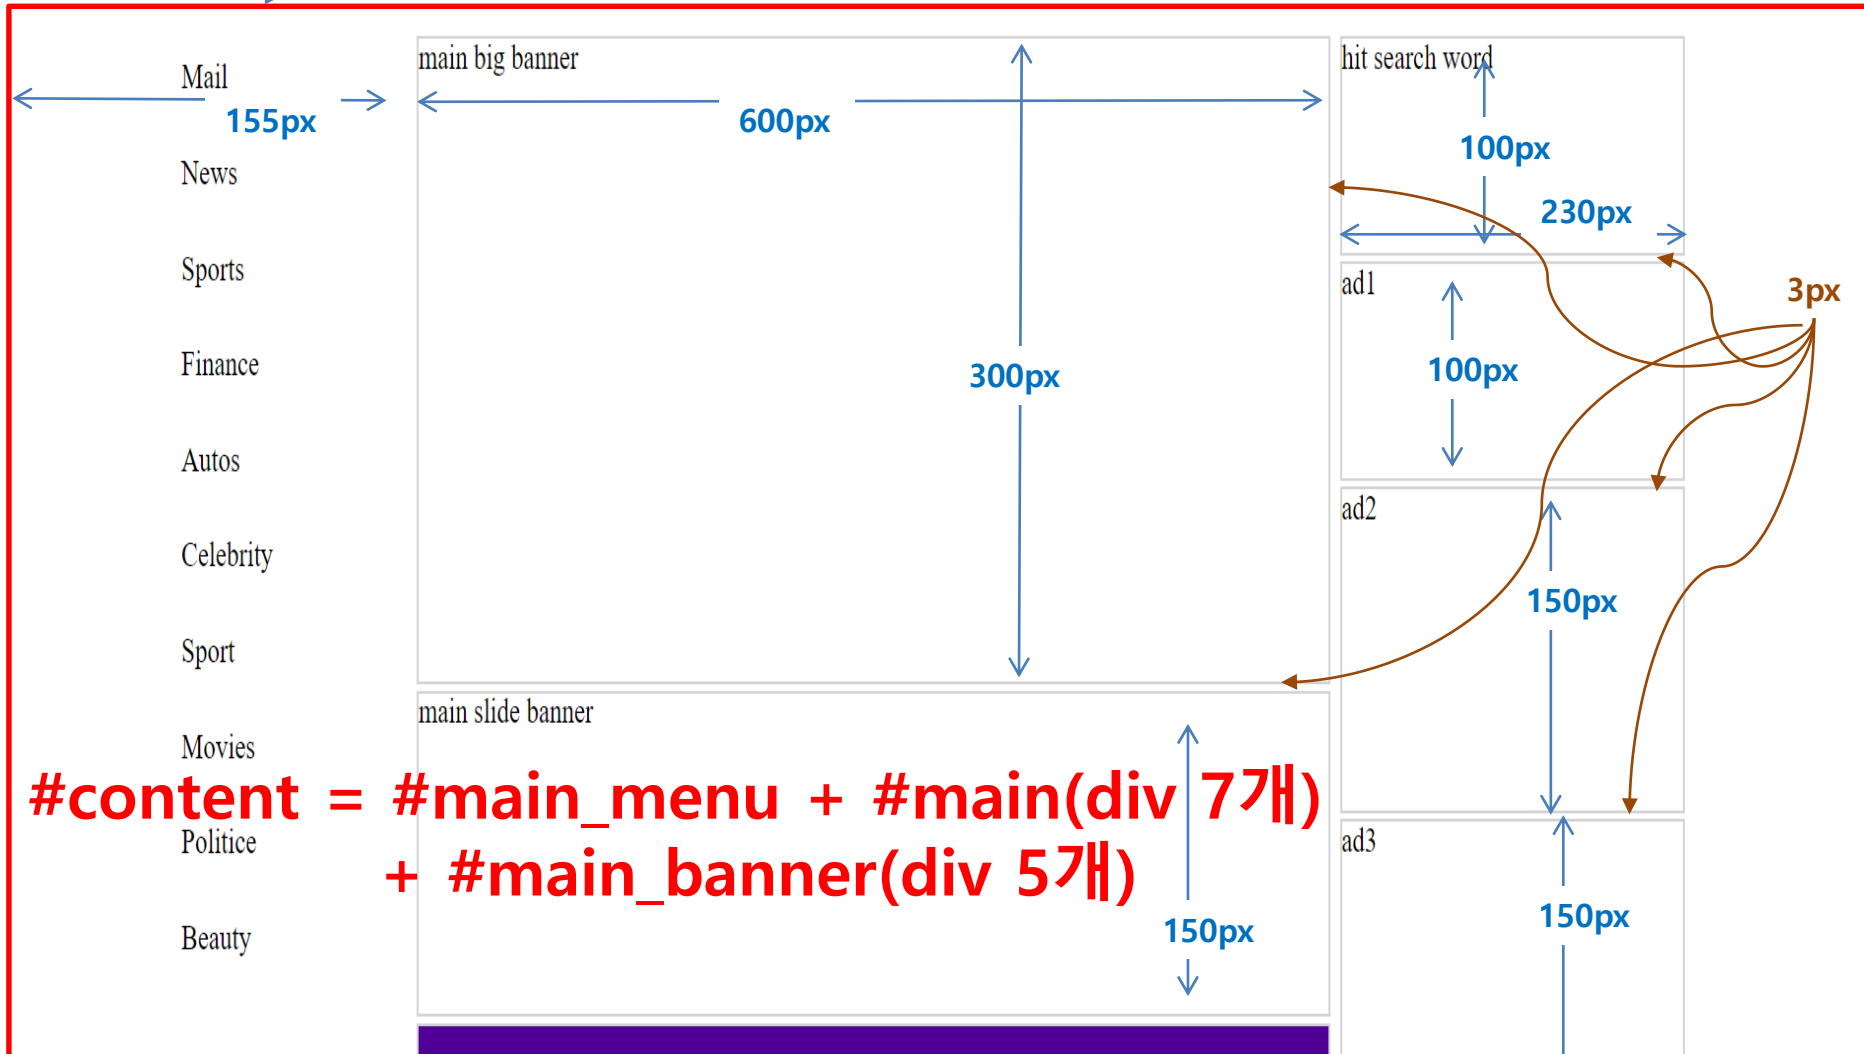 Mail
News
Sports
Finance
Autos
Celebrity
Sport
Movies
Politice
Beauty
155px
main big banner
600px
300px
main slide banner
150px
hit search word
100px
230px
ad1
100px
ad2
150px
ad3
150px
3px
#content = #main_menu + #main(div 7개)
+ #main_banner(div 5개)